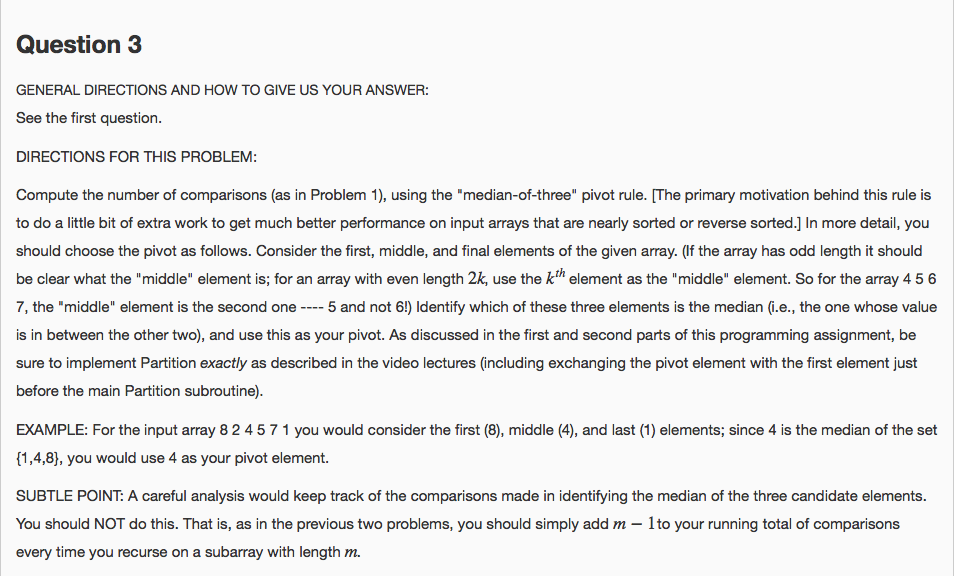 Question 3
GENERAL DIRECTIONS AND HOW TO GIVE US YOUR ANSWER:
See the first question.
DIRECTIONS FOR THIS PROBLEM:
Compute the number of comparisons (as in Problem 1), using the "median-of-three" pivot rule. [The primary motivation behind this rule is
to do a little bit of extra work to get much better performance on input arrays that are nearly sorted or reverse sorted.] In more detail, you
should choose the pivot as follows. Consider the first, middle, and final elements of the given array. (If the array has odd length it should
be clear what the "middle" element is; for an array with even length 2k, use the k^th element as the "middle" element. So for the array 4 5 6
7, the "middle" element is the second one ---- 5 and not 6!) Identify which of these three elements is the median (i.e., the one whose value
is in between the other two), and use this as your pivot. As discussed in the first and second parts of this programming assignment, be
sure to implement Partition exactly as described in the video lectures (including exchanging the pivot element with the first element just
before the main Partition subroutine).
EXAMPLE: For the input array 8 2 4 5 7 1 you would consider the first (8), middle (4), and last (1) elements; since 4 is the median of the set
{1,4,8}, you would use 4 as your pivot element.
SUBTLE POINT: A careful analysis would keep track of the comparisons made in identifying the median of the three candidate elements.
You should NOT do this. That is, as in the previous two problems, you should simply add m − 1to your running total of comparisons
every time you recurse on a subarray with length m.